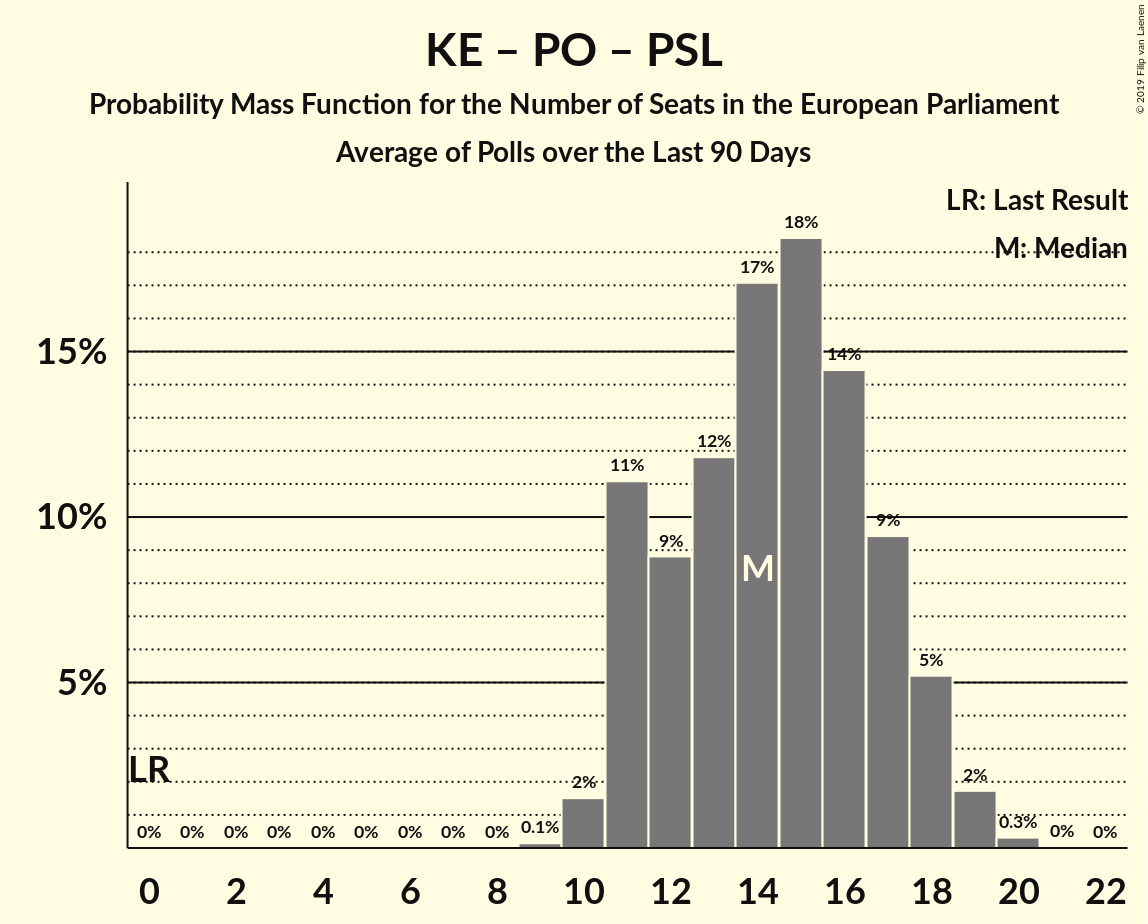 KE – PO – PSL
Probability Mass Function for the Number of Seats in the European Parliament
Average of Polls over the Last 90 Days
© 2019 Filip van Laenen
LR: Last Result
M: Median
18%
17%
15%
14%
12%
11%
10%
9%
9%
M
5%
5%
LR
2%
2%
0% 0% 0% 0% 0% 0% 0% 0% 0% 0.1% 0.3% 0% 0%
0 2 4 6 8 10 12 14 16 18 20 22